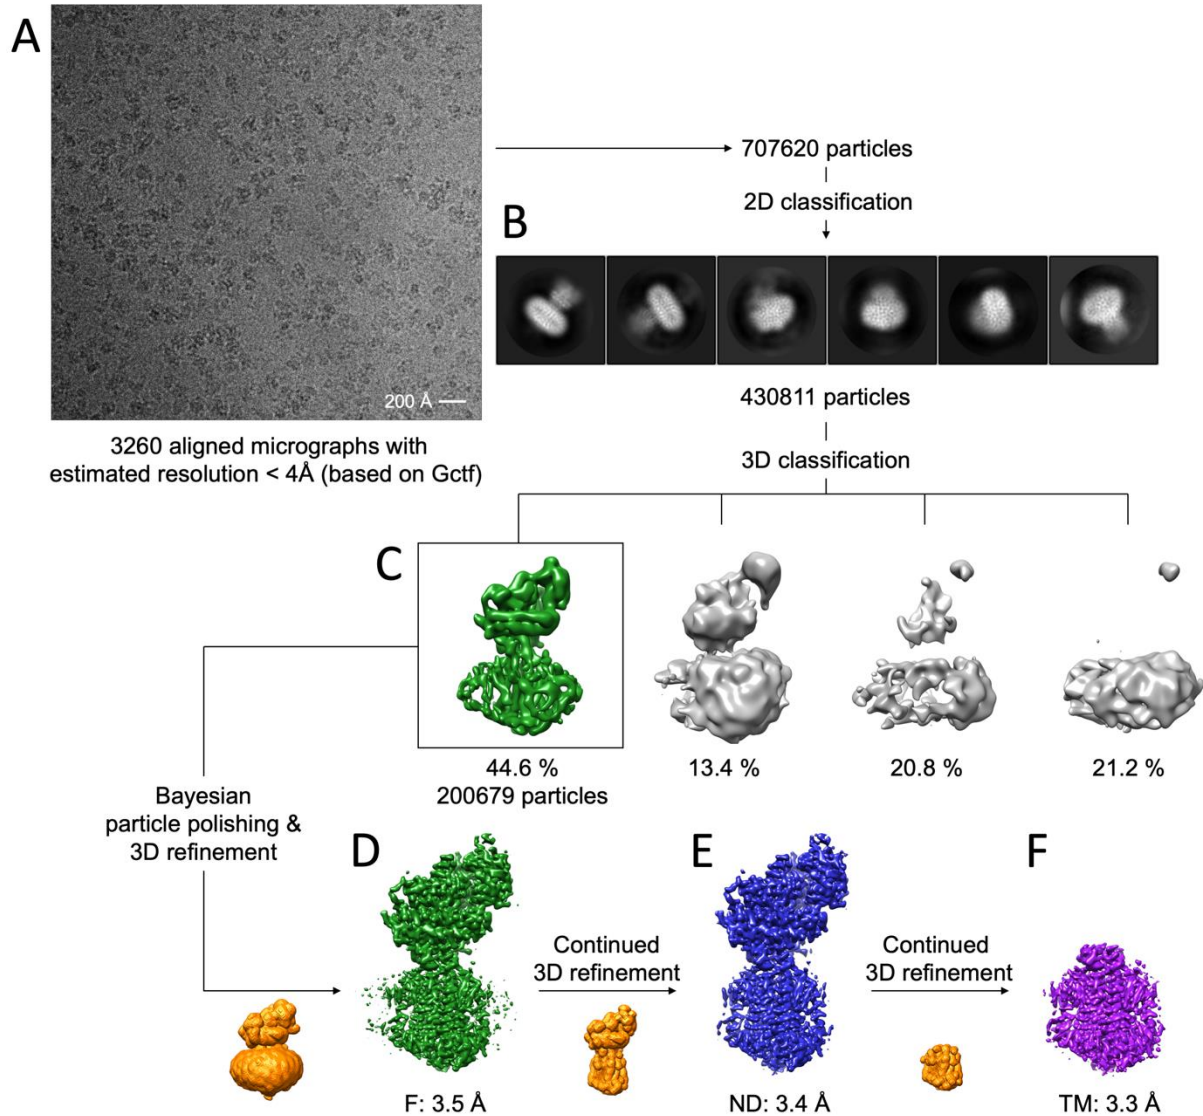 A
200 Å
3260 aligned micrographs with
estimated resolution < 4Å (based on Gctf)
707620 particles
2D classification
B
430811 particles
3D classification
C
44.6 %
200679 particles
13.4 %
20.8 %
21.2 %
Bayesian
particle polishing &
3D refinement
D
F: 3.5 Å
Continued
3D refinement
E
ND: 3.4 Å
Continued
3D refinement
F
TM: 3.3 Å